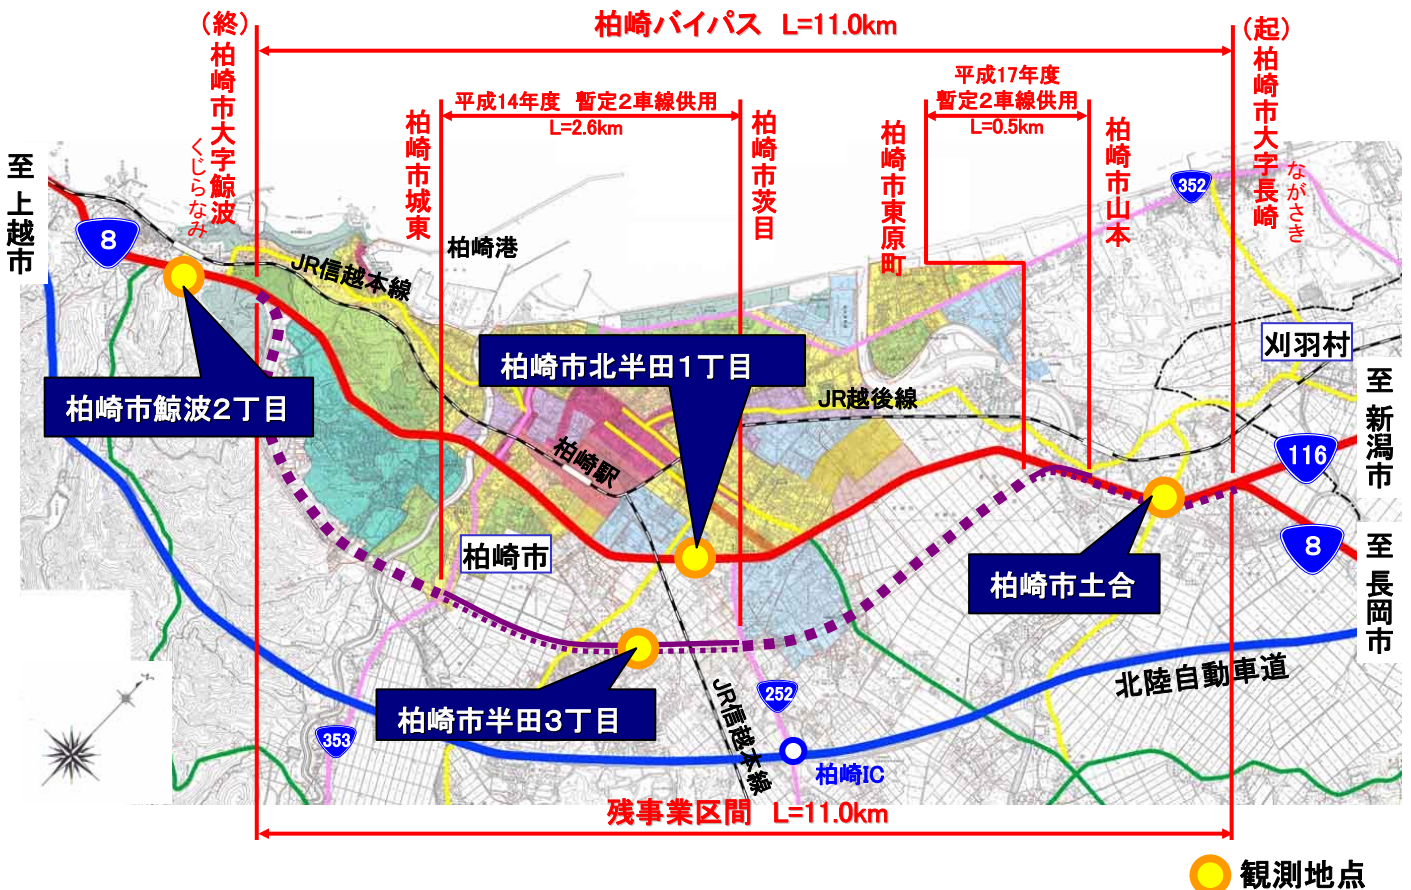 柏崎バイパス L=11.0km
（終）柏崎市大字鯨波
くじらなみ
（起）柏崎市大字長崎
ながさき
平成14年度 暫定２車線供用
L=2.6km
平成17年度
暫定２車線供用
L=0.5km
柏崎市城東
柏崎市茨目
柏崎市東原町
柏崎市山本
至上越市
8
352
柏崎港
JR信越本線
柏崎市北半田１丁目
柏崎市鯨波２丁目
刈羽村
JR越後線
至新潟市
116
柏崎駅
柏崎市
8
柏崎市土合
至長岡市
柏崎市半田３丁目
353
252
JR信越本線
北陸自動車道
柏崎IC
残事業区間 L=11.0km
観測地点